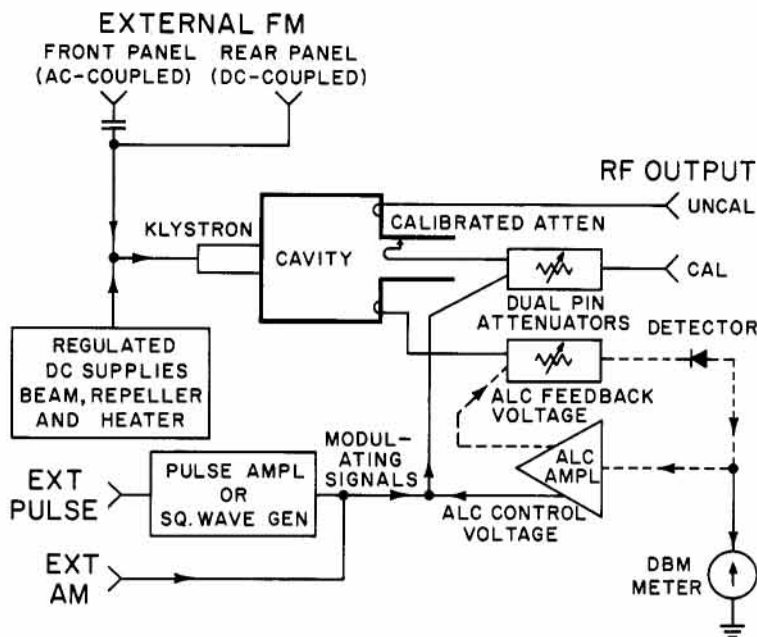 EXTERNAL FM
FRONT PANEL
(AC-COUPLED)
REAR PANEL
(DC-COUPLED)
RF OUTPUT
UNCAL
KLYSTRON
CALIBRATED ATTEN
CAVITY
CAL
DUAL PIN
ATTENUATORS
DETECTOR
REGULATED
DC SUPPLIES
BEAM, REPELLER
AND HEATER
ALC FEEDBACK
VOLTAGE
MODUL-
ATING
SIGNALS
ALC
AMPL
EXT
PULSE
PULSE AMPL
OR
SQ. WAVE GEN
ALC CONTROL
VOLTAGE
EXT
AM
DBM
METER